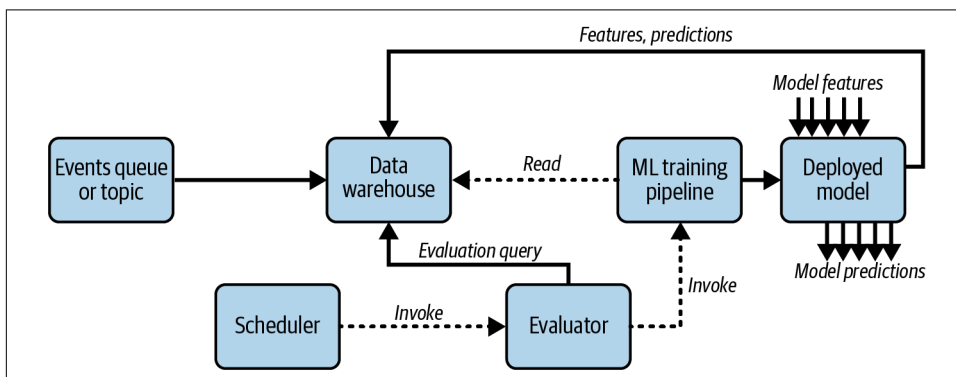 Features, predictions
Model features
Events queue
or topic
Data
warehouse
Read
ML training
pipeline
Deployed
model
Evaluation query
Model predictions
Invoke
Scheduler
Invoke
Evaluator